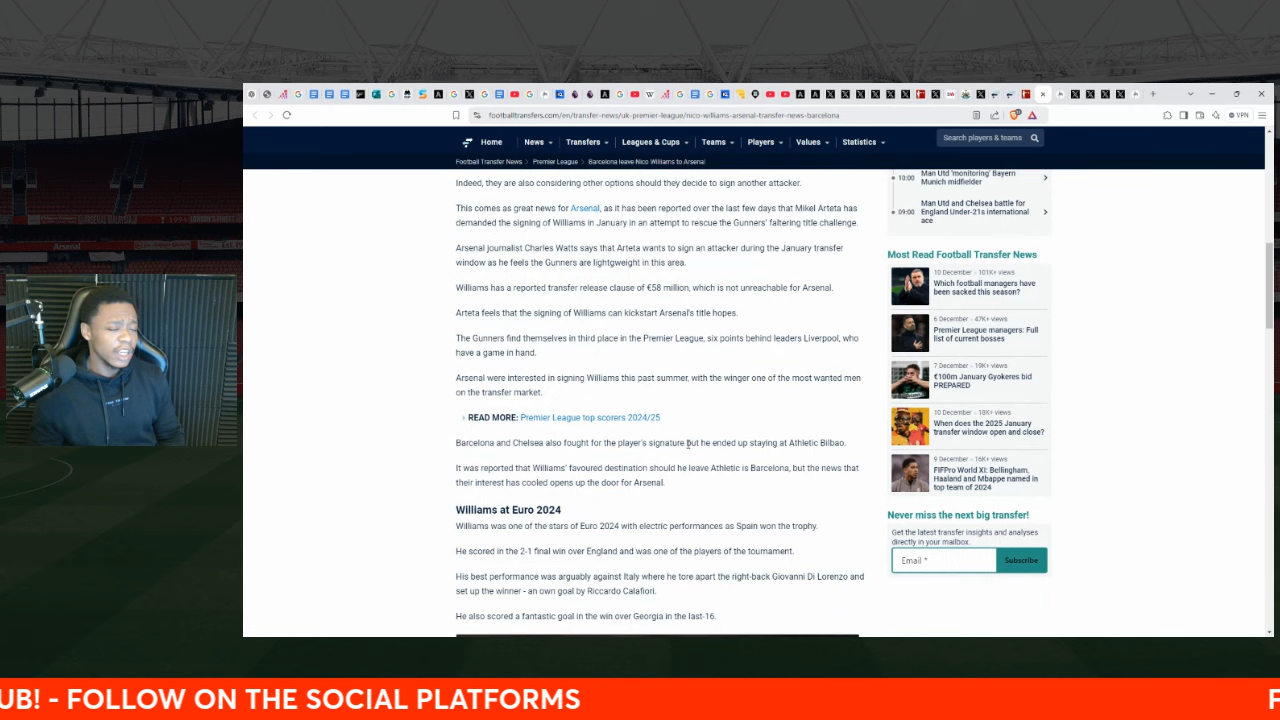 footballtransfers.com/en/transfer-news/uk-premier-league/nico-williams-arsenal-transfer-news-barcelona
VPN
Home News Transfers Leagues & Cups Teams Players Values Statistics
Search players & teams
Football Transfer News > Premier League > Barcelona leave Nico Williams to Arsenal
Indeed, they are also considering other options should they decide to sign another attacker.
This comes as great news for Arsenal, as it has been reported over the last few days that Mikel Arteta has
demanded the signing of Williams in January in an attempt to rescue the Gunners' faltering title challenge.
Arsenal journalist Charles Watts says that Arteta wants to sign an attacker during the January transfer
window as he feels the Gunners are lightgweight in this area.
Williams has a reported transfer release clause of €58 million, which is not unreachable for Arsenal.
Arteta feels that the signing of Williams can kickstart Arsenal's title hopes.
The Gunners find themselves in third place in the Premier League, six points behind leaders Liverpool, who
have a game in hand.
Arsenal were interested in signing Williams this past summer, with the winger one of the most wanted men
on the transfer market.
READ MORE: Premier League top scorers 2024/25
Barcelona and Chelsea also fought for the player's signature but he ended up staying at Athletic Bilbao.
It was reported that Williams' favoured destination should he leave Athletic is Barcelona, but the news that
their interest has cooled opens up the door for Arsenal.
Williams at Euro 2024
Williams was one of the stars of Euro 2024 with electric performances as Spain won the trophy.
He scored in the 2-1 final win over England and was one of the players of the tournament.
His best performance was arguably against Italy where he tore apart the right-back Giovanni Di Lorenzo and
set up the winner - an own goal by Riccardo Calafiori.
He also scored a fantastic goal in the win over Georgia in the last-16.
10:00 Man Utd 'monitoring' Bayern
Munich midfielder
09:00 Man Utd and Chelsea battle for
England Under-21s international
ace
Most Read Football Transfer News
10 December - 101K+ views
Which football managers have
been sacked this season?
6 December - 47K+ views
Premier League managers: Full
list of current bosses
7 December - 19K+ views
€100m January Gyokeres bid
PREPARED
10 December - 18K+ views
When does the 2025 January
transfer window open and close?
9 December - 16K+ views
FIFPro World XI: Bellingham,
Haaland and Mbappe named in
top team of 2024
Never miss the next big transfer!
Get the latest transfer insights and analyses
directly in your mailbox.
Email *
Subscribe
UB! - FOLLOW ON THE SOCIAL PLATFORMS
F